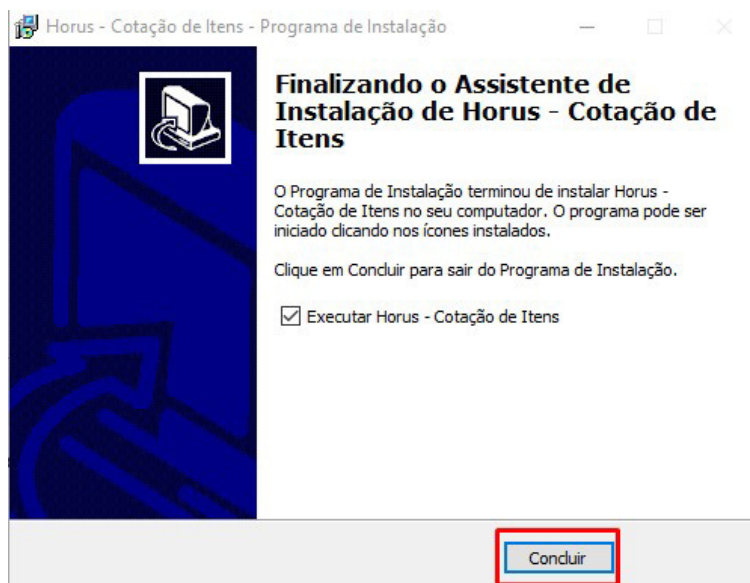 Horus - Cotação de Itens - Programa de Instalação
Finalizando o Assistente de
Instalação de Horus - Cotação de
Itens
O Programa de Instalação terminou de instalar Horus -
Cotação de Itens no seu computador. O programa pode ser
iniciado clicando nos ícones instalados.
Clique em Concluir para sair do Programa de Instalação.
Executar Horus - Cotação de Itens
Concluir